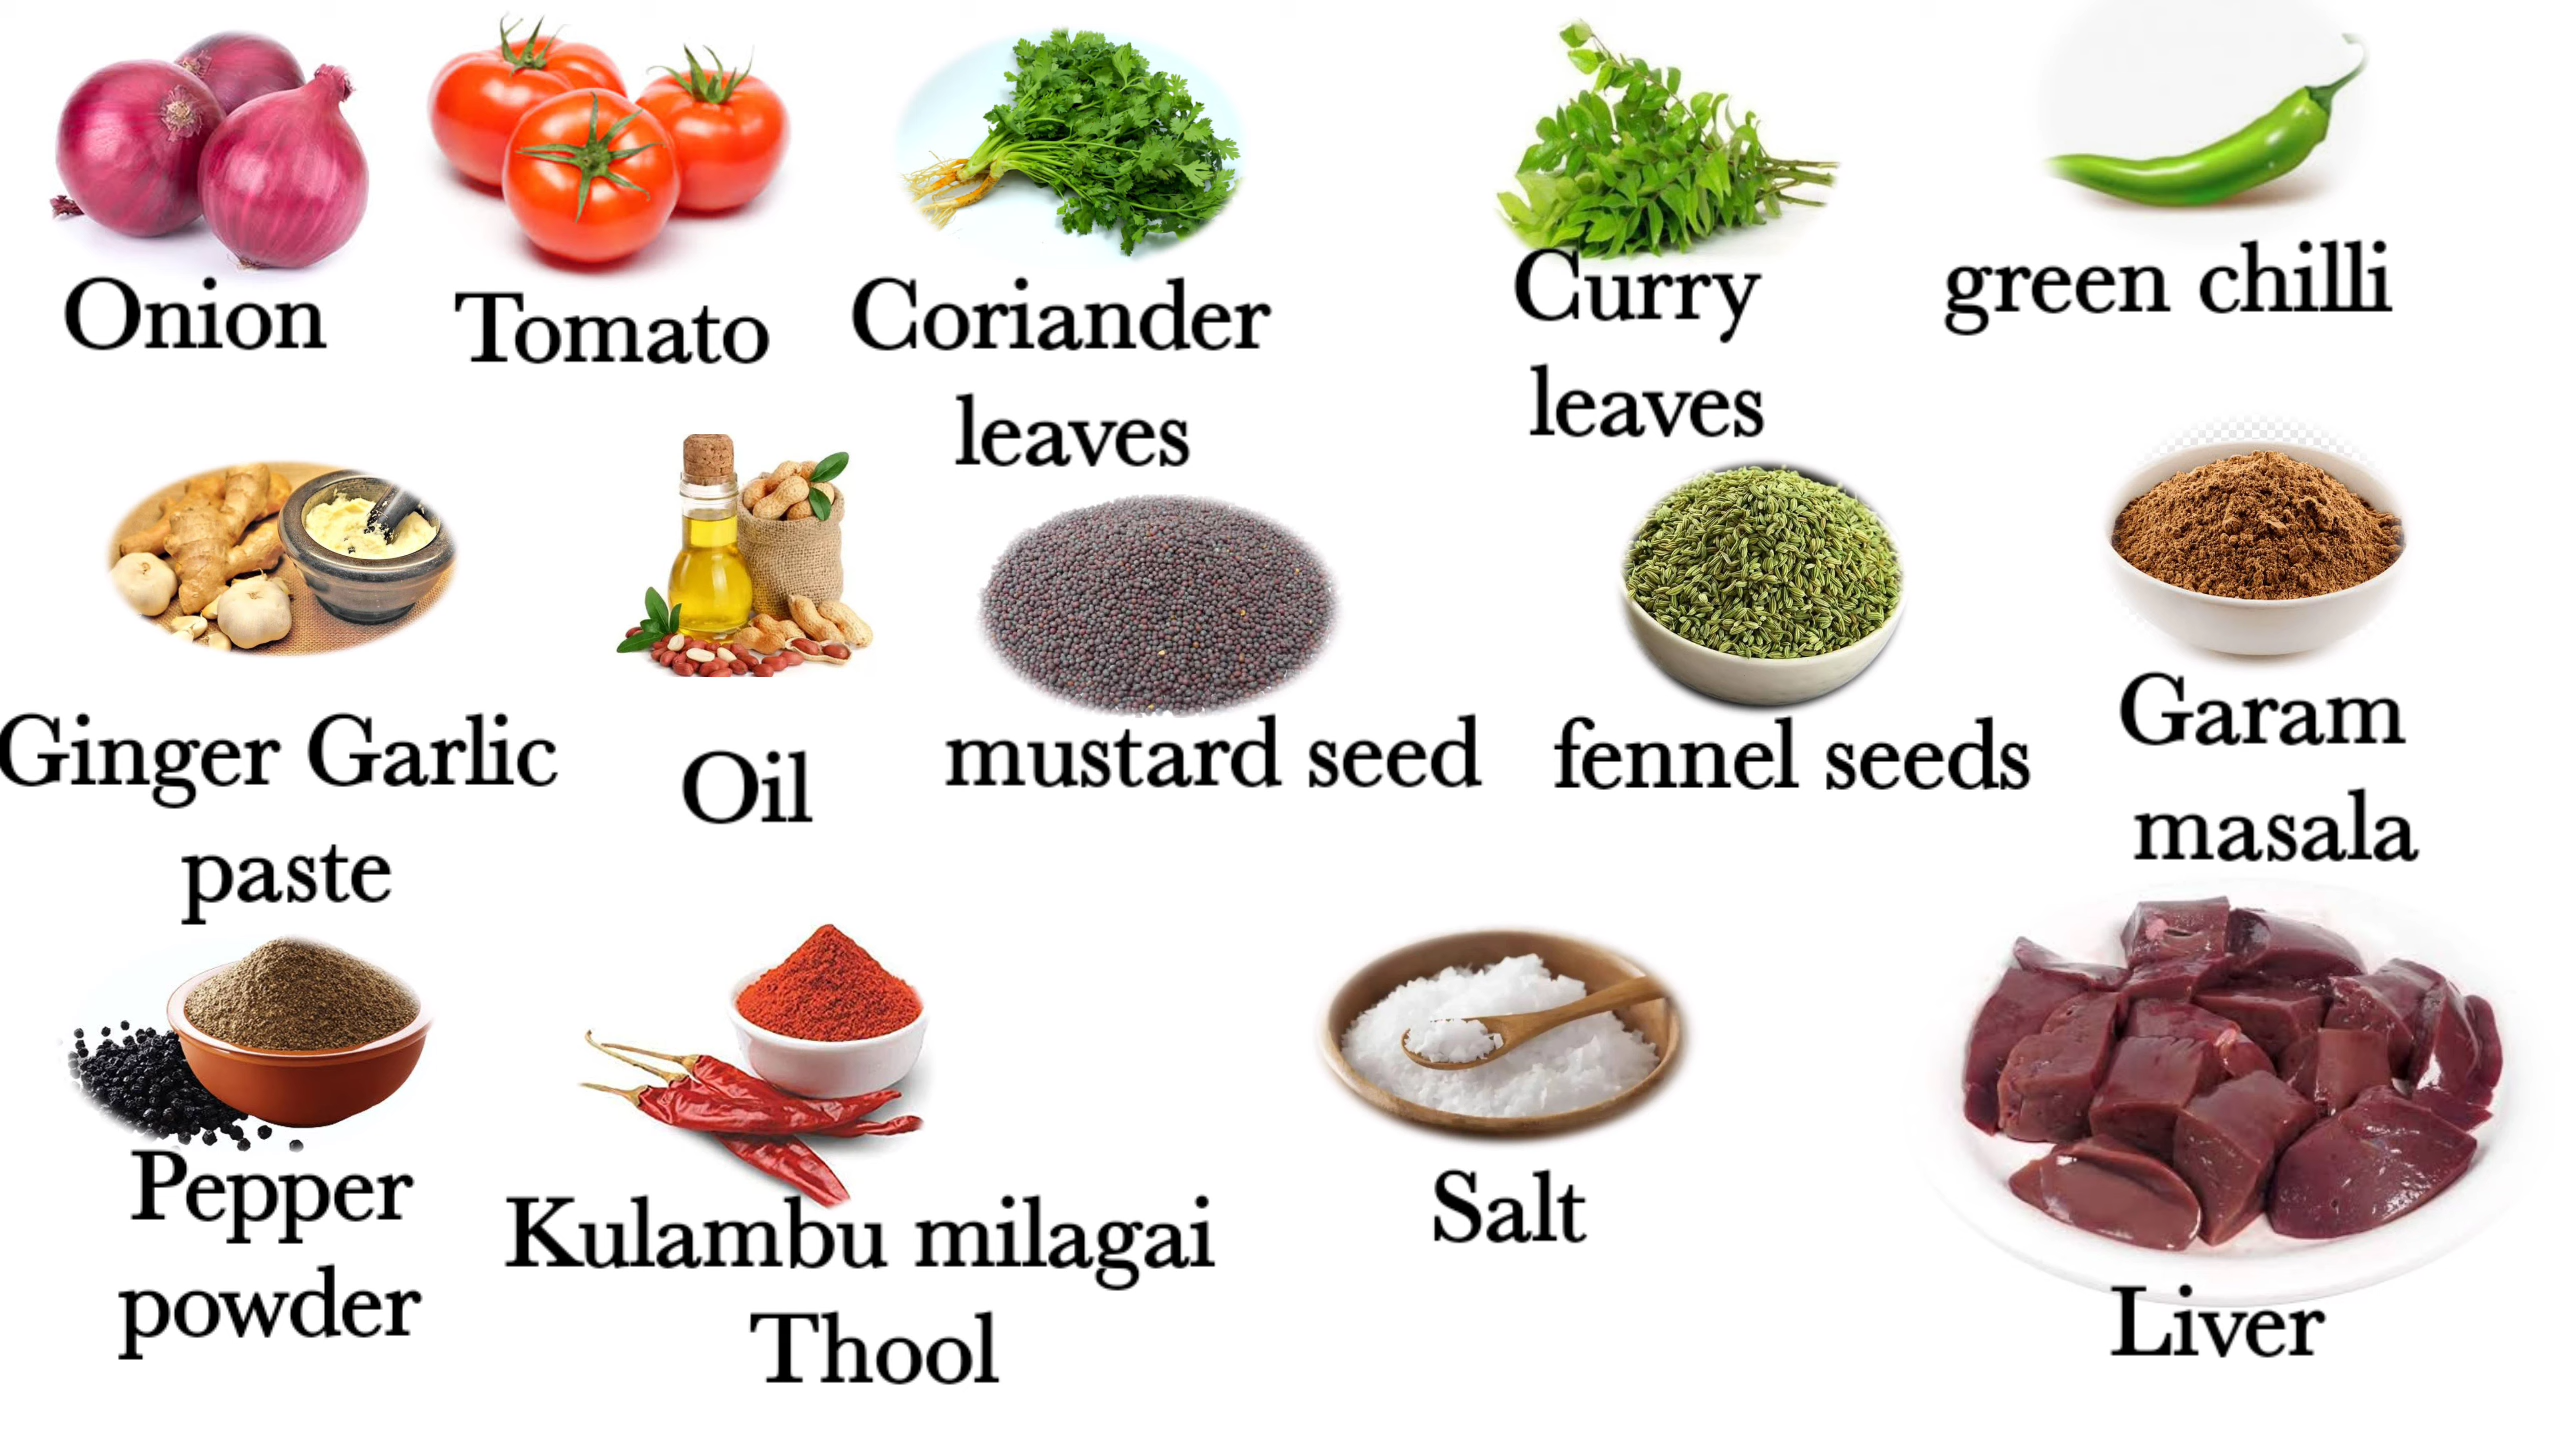 Onion
Tomato
Coriander
leaves
Curry
leaves
green chilli
Ginger Garlic
paste
Oil
mustard seed
fennel seeds
Garam
masala
Pepper
powder
Kulambu milagai
Thool
Salt
Liver